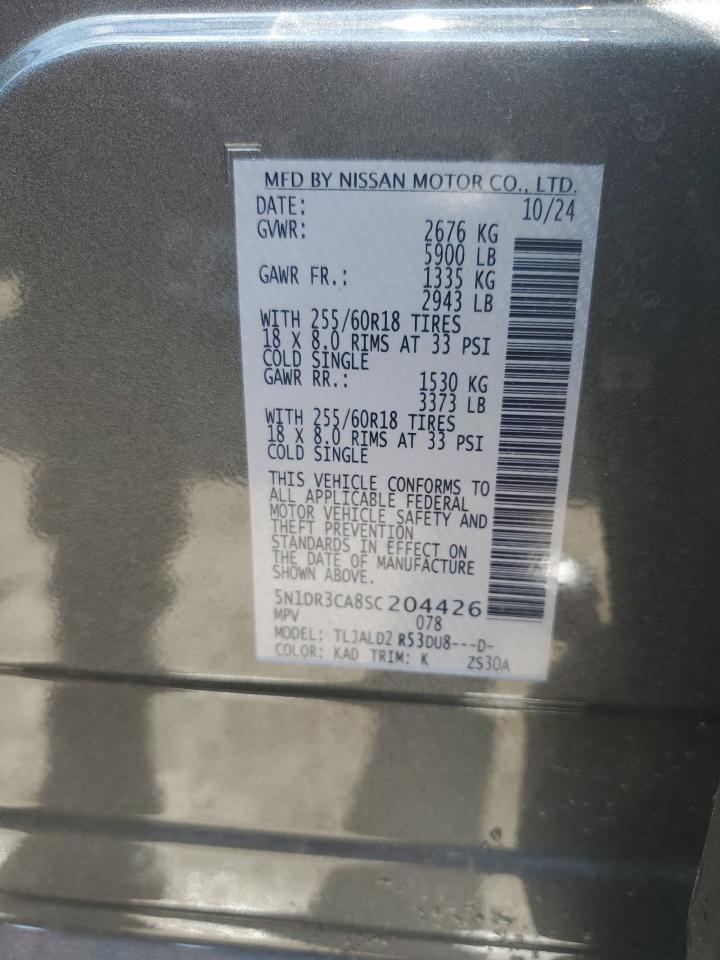 MFD BY NISSAN MOTOR CO., LTD.
DATE: 10/24
GVWR: 2676 KG
5900 LB
GAWR FR.: 1335 KG
2943 LB
WITH 255/60R18 TIRES
18 X 8.0 RIMS AT 33 PSI
COLD SINGLE
GAWR RR.: 1530 KG
3373 LB
WITH 255/60R18 TIRES
18 X 8.0 RIMS AT 33 PSI
COLD SINGLE
THIS VEHICLE CONFORMS TO
ALL APPLICABLE FEDERAL
MOTOR VEHICLE SAFETY AND
THEFT PREVENTION
STANDARDS IN EFFECT ON
THE DATE OF MANUFACTURE
SHOWN ABOVE.
5N1DR3CA8SC204426
MPV 078
MODEL: TLJALD2 R53DU8---D-
COLOR: KAD TRIM: K ZS30A